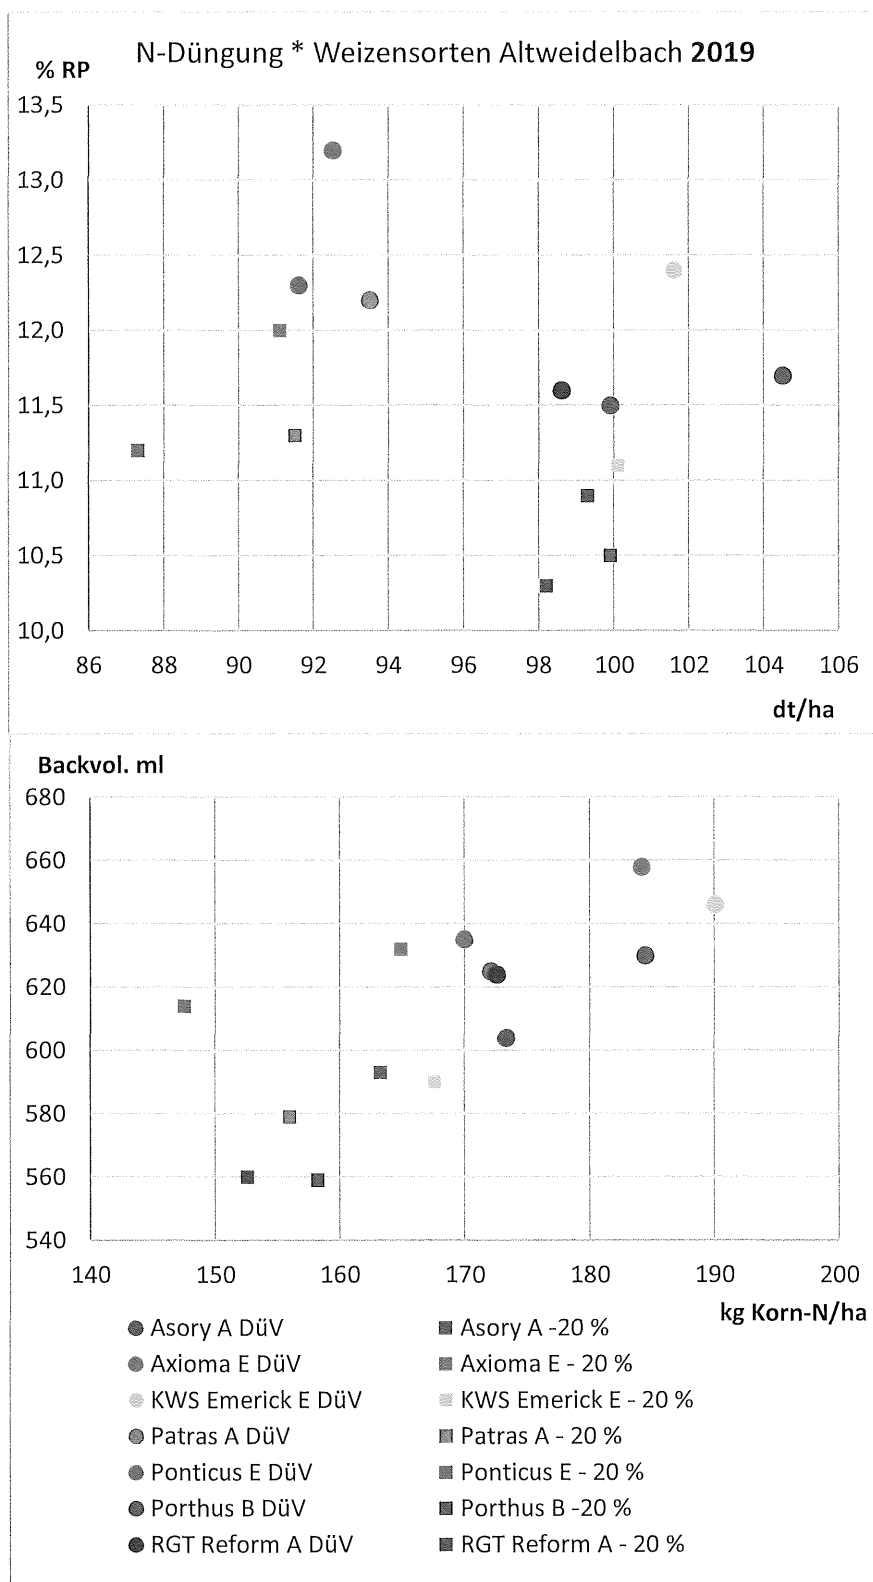 N-Düngung * Weizensorten Altweidelbach 2019
% RP
13,5
13,0
12,5
12,0
11,5
11,0
10,5
10,0
86 88 90 92 94 96 98 100 102 104 106
dt/ha
Backvol. ml
680
660
640
620
600
580
560
540
140 150 160 170 180 190 200
kg Korn-N/ha
Asory A DüV Asory A -20 %
Axioma E DüV Axioma E - 20 %
KWS Emerick E DüV KWS Emerick E - 20 %
Patras A DüV Patras A - 20 %
Ponticus E DüV Ponticus E - 20 %
Porthus B DüV Porthus B -20 %
RGT Reform A DüV RGT Reform A - 20 %